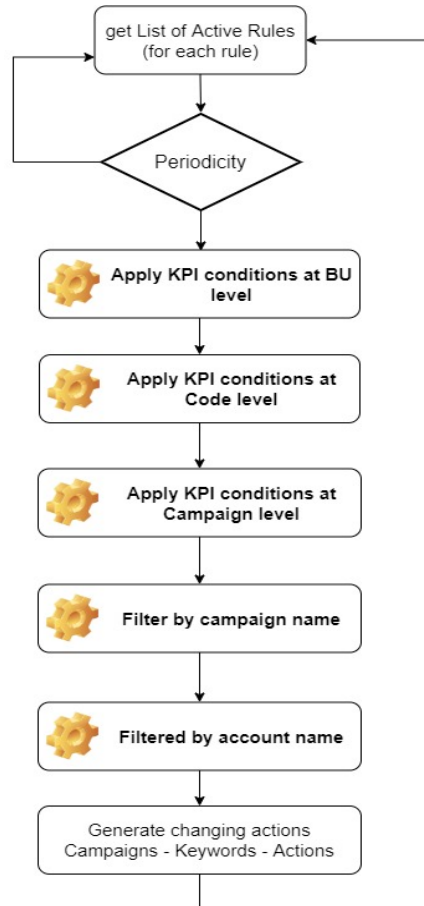 get List of Active Rules
(for each rule)
Periodicity
Apply KPI conditions at BU
level
Apply KPI conditions at
Code level
Apply KPI conditions at
Campaign level
Filter by campaign name
Filtered by account name
Generate changing actions
Campaigns - Keywords - Actions